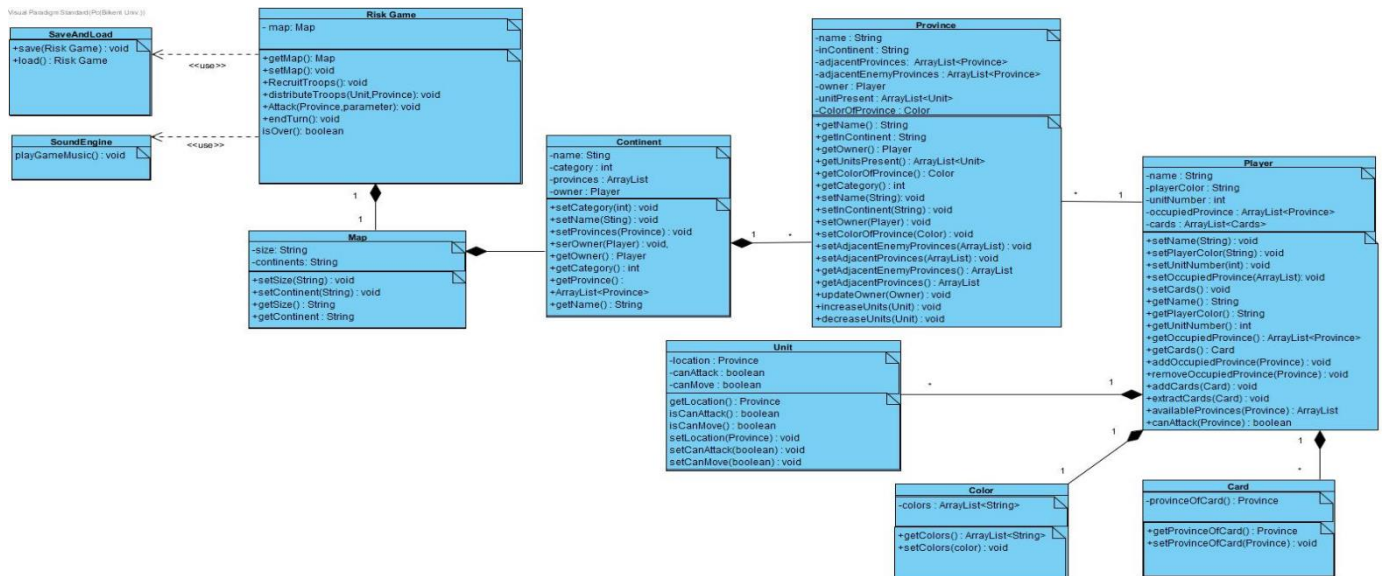 Visual Paradigm Standard(Pc(Bilkent Univ.))
SaveAndLoad
+save(Risk Game) : void
+load() : Risk Game
SoundEngine
playGameMusic() : void
<<use>>
<<use>>
Risk Game
- map: Map
+getMap(): Map
+setMap(): void
+RecruitTroops(): void
+distributeTroops(Unit,Province): void
+Attack(Province,parameter): void
+endTurn(): void
isOver(): boolean
1
1
Map
-size: String
-continents: String
+setSize(String) : void
+setContinent(String) : void
+getSize() : String
+getContinent : String
Continent
-name: Sting
-category : int
-provinces : ArrayList
-owner : Player
+setCategory(int) : void
+setName(Sting) : void
+setProvinces(Province) : void
+serOwner(Player) : void,
+getOwner() : Player
+getCategory() : int
+getProvince() :
+ArrayList<Province>
+getName() : String
1
*
Province
-name : String
-inContinent : String
-adjacentProvinces: ArrayList<Province>
-adjacentEnemyProvinces : ArrayList<Province>
-owner : Player
-unitPresent : ArrayList<Unit>
-ColorOfProvince : Color
+getName() : String
+getInContinent : String
+getOwner() : Player
+getUnitsPresent() : ArrayList<Unit>
+getColorOfProvince() : Color
+getCategory() : int
+setName(String): void
+setInContinent(String) : void
+setOwner(Player) : void
+setColorOfProvince(Color) : void
+setAdjacentEnemyProvinces(ArrayList) : void
+setAdjacentProvinces(ArrayList) : void
+getAdjacentEnemyProvinces() : ArrayList
+getAdjacentProvinces() : ArrayList
+updateOwner(Owner) : void
+increaseUnits(Unit) : void
+decreaseUnits(Unit) : void
*
1
Player
-name : String
-playerColor : String
-unitNumber : int
-occupiedProvince : ArrayList<Province>
-cards : ArrayList<Cards>
+setName(String) : void
+setPlayerColor(String) : void
+setUnitNumber(int) : void
+setOccupiedProvince(ArrayList): void
+setCards() : void
+getName() : String
+getPlayerColor() : String
+getUnitNumber() : int
+getOccupiedProvince() : ArrayList<Province>
+getCards() : Card
+addOccupiedProvince(Province) : void
+removeOccupiedProvince(Province) : void
+addCards(Card) : void
+extractCards(Card) : void
+availableProvinces(Province) : ArrayList
+canAttack(Province) : boolean
Unit
-location : Province
-canAttack : boolean
-canMove : boolean
getLocation() : Province
isCanAttack() : boolean
isCanMove() : boolean
setLocation(Province) : void
setCanAttack(boolean) : void
setCanMove(boolean) : void
*
1
1
1
Color
-colors : ArrayList<String>
+getColors() : ArrayList<String>
+setColors(color) : void
1
*
Card
-provinceOfCard() : Province
+getProvinceOfCard() : Province
+setProvinceOfCard(Province) : void